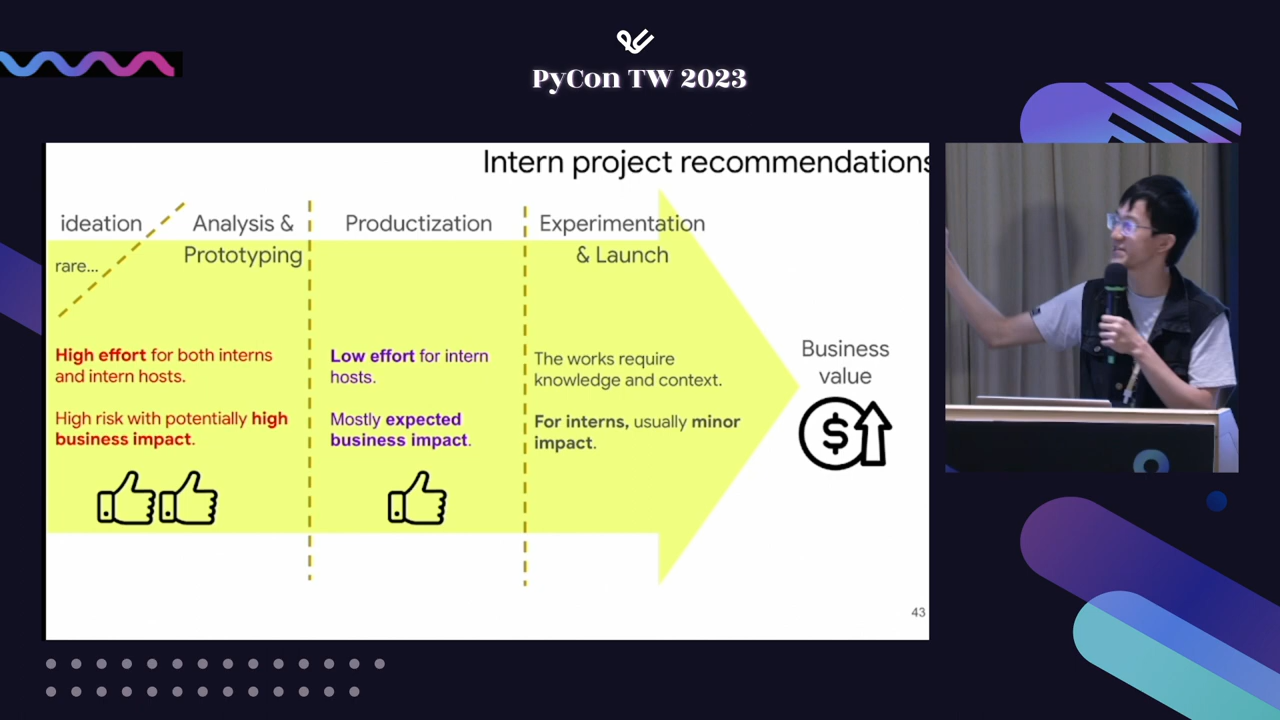 PyCon TW 2023
Intern project recommendations
ideation
rare...
Analysis &
Prototyping
Productization
Experimentation
& Launch
High effort for both interns
and intern hosts.
High risk with potentially high
business impact.
Low effort for intern
hosts.
Mostly expected
business impact.
The works require
knowledge and context.
For interns, usually minor
impact.
Business
value
$
43